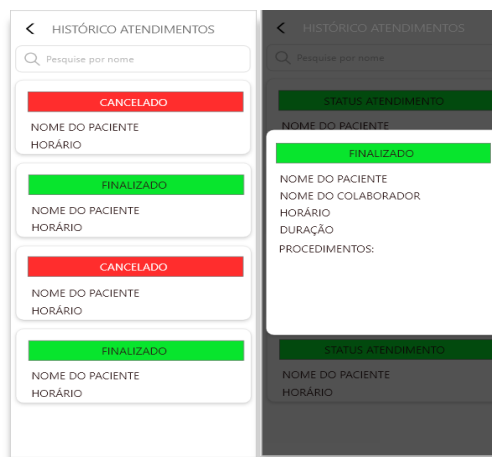 HISTÓRICO ATENDIMENTOS
Pesquise por nome
CANCELADO
NOME DO PACIENTE
HORÁRIO
FINALIZADO
NOME DO PACIENTE
HORÁRIO
CANCELADO
NOME DO PACIENTE
HORÁRIO
FINALIZADO
NOME DO PACIENTE
HORÁRIO
HISTÓRICO ATENDIMENTOS
Pesquise por nome
STATUS ATENDIMENTO
NOME DO PACIENTE
FINALIZADO
NOME DO PACIENTE
NOME DO COLABORADOR
HORÁRIO
DURAÇÃO
PROCEDIMENTOS:
STATUS ATENDIMENTO
NOME DO PACIENTE
HORÁRIO